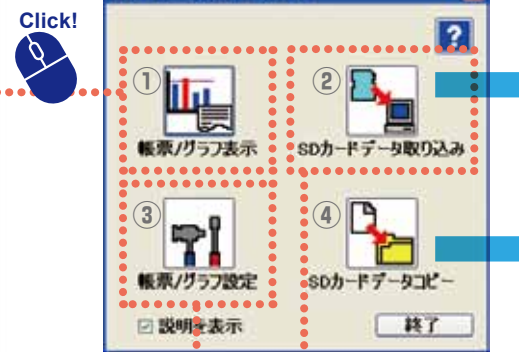 Click!
?
① ②
帳票/グラフ表示 SDカードデータ取り込み
③ ④
帳票/グラフ設定 SDカードデータコピー
説明を表示 終了